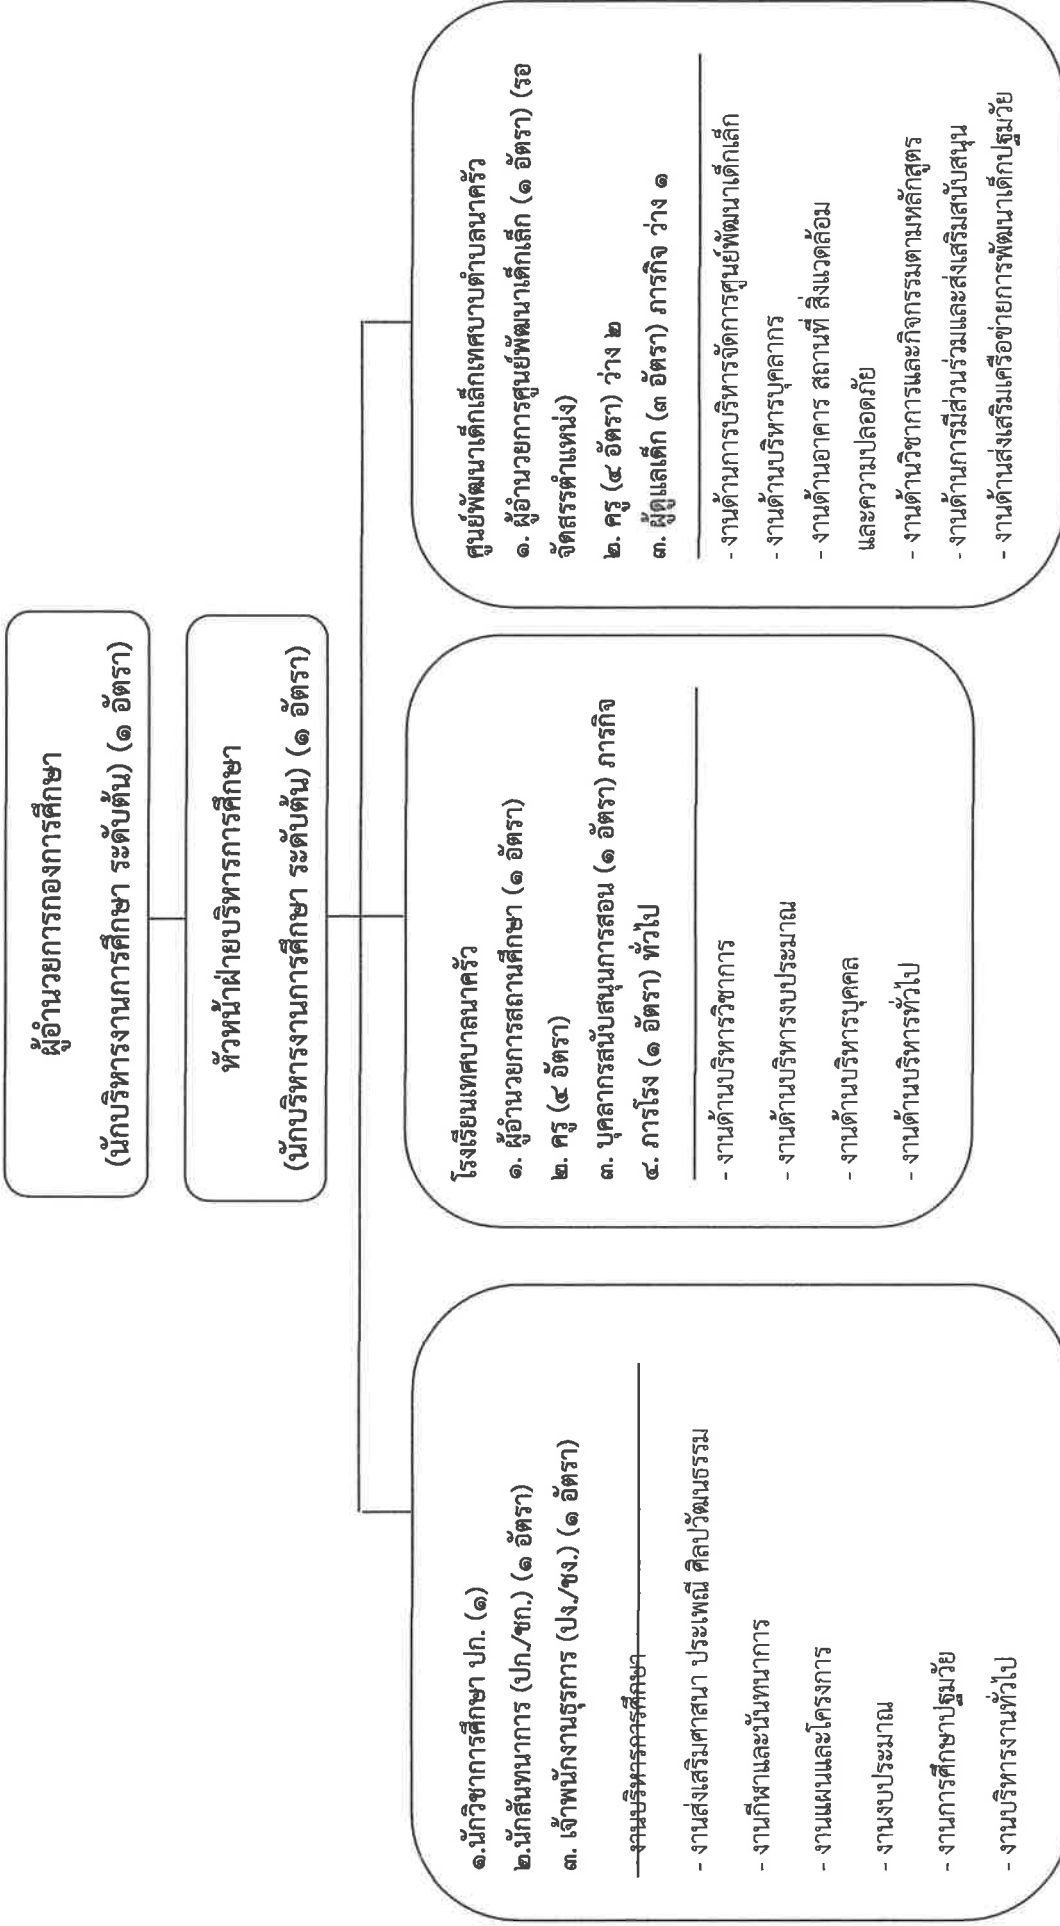 ผู้อำนวยการกองการศึกษา
(นักบริหารงานการศึกษา ระดับต้น) (๑ อัตรา)
หัวหน้าฝ่ายบริหารการศึกษา
(นักบริหารงานการศึกษา ระดับต้น) (๑ อัตรา)
๑.นักวิชาการศึกษา ปก. (๑)
๒.นักสันทนาการ (ปก./ชก.) (๑ อัตรา)
๓. เจ้าพนักงานธุรการ (ปง./ชง.) (๑ อัตรา)
งานบริหารการศึกษา
- งานส่งเสริมศาสนา ประเพณี ศิลปวัฒนธรรม
- งานกีฬาและนันทนาการ
- งานแผนและโครงการ
- งานงบประมาณ
- งานการศึกษาปฐมวัย
- งานบริหารงานทั่วไป
โรงเรียนเทศบาลนาครัว
๑. ผู้อำนวยการสถานศึกษา (๑ อัตรา)
๒. ครู (๔ อัตรา)
๓. บุคลากรสนับสนุนการสอน (๑ อัตรา) ภารกิจ
๔. ภารโรง (๑ อัตรา) ทั่วไป
- งานด้านบริหารวิชาการ
- งานด้านบริหารงบประมาณ
- งานด้านบริหารบุคคล
- งานด้านบริหารทั่วไป
ศูนย์พัฒนาเด็กเล็กเทศบาบตำบลนาครัว
๑. ผู้อำนวยการศูนย์พัฒนาเด็กเล็ก (๑ อัตรา) (รอ
จัดสรรตำแหน่ง)
๒. ครู (๔ อัตรา) ว่าง ๒
๓. ผู้ดูแลเด็ก (๓ อัตรา) ภารกิจ ว่าง ๑
- งานด้านการบริหารจัดการศูนย์พัฒนาเด็กเล็ก
- งานด้านบริหารบุคลากร
- งานด้านอาคาร สถานที่ สิ่งแวดล้อม
และความปลอดภัย
- งานด้านวิชาการและกิจกรรมตามหลักสูตร
- งานด้านการมีส่วนร่วมและส่งเสริมสนับสนุน
- งานด้านส่งเสริมเครือข่ายการพัฒนาเด็กปฐมวัย